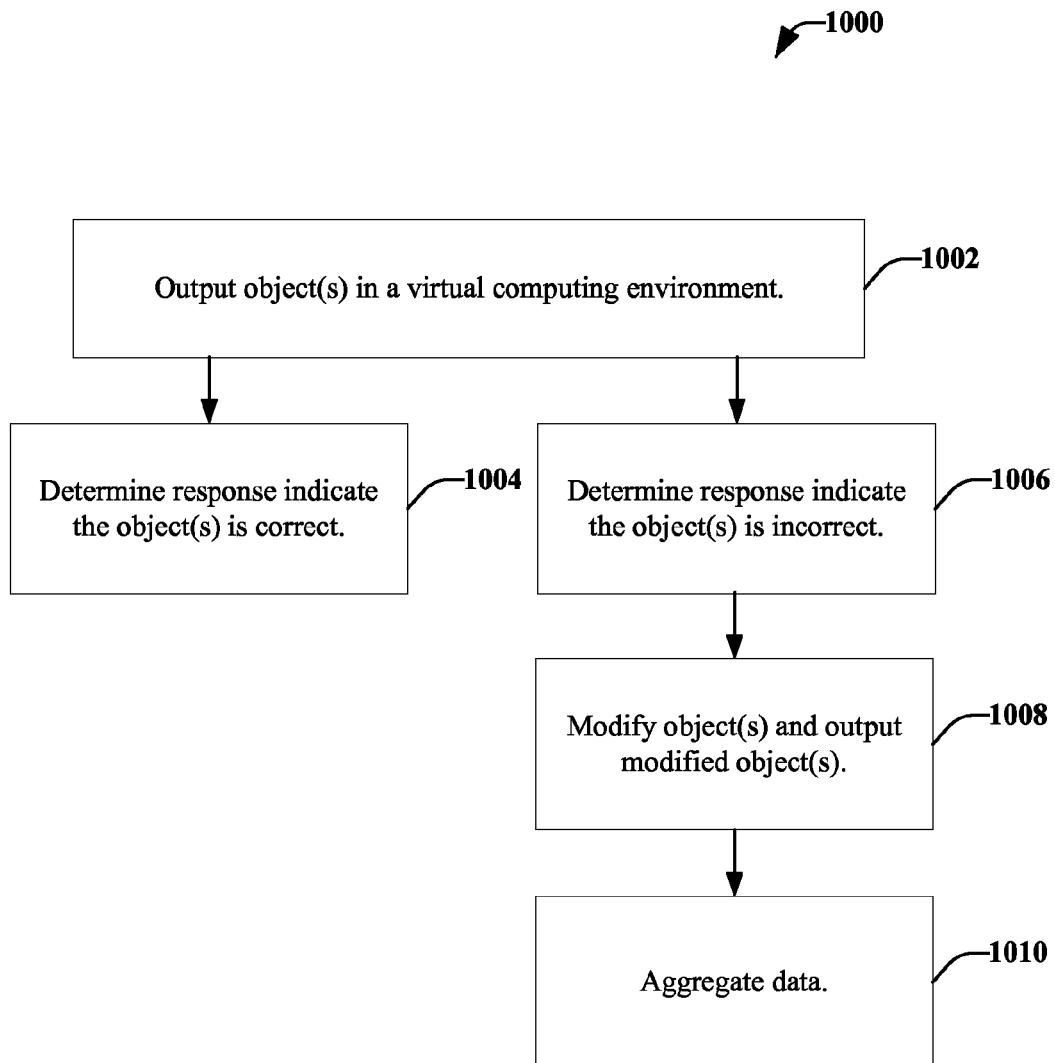 1000
Output object(s) in a virtual computing environment.
1002
Determine response indicate
the object(s) is correct.
1004
Determine response indicate
the object(s) is incorrect.
1006
Modify object(s) and output
modified object(s).
1008
Aggregate data.
1010